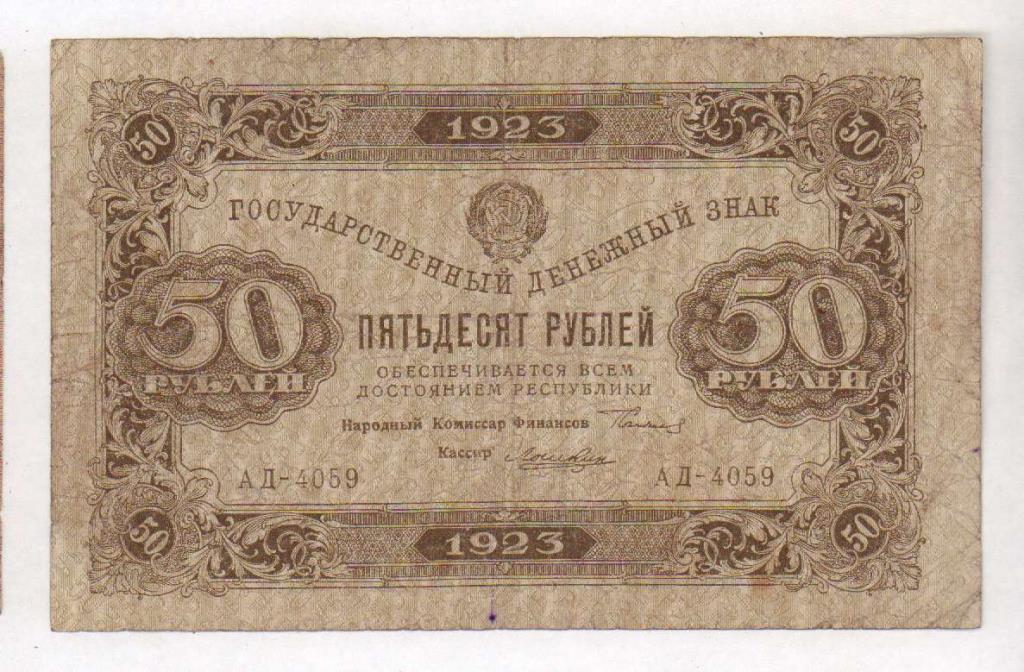 50
1923
50
ГОСУДАРСТВЕННЫЙ ДЕНЕЖНЫЙ ЗНАК
50
РУБЛЕЙ
ПЯТЬДЕСЯТ РУБЛЕЙ
ОБЕСПЕЧИВАЕТСЯ ВСЕМ
ДОСТОЯНИЕМ РЕСПУБЛИКИ
50
РУБЛЕЙ
Народный Комиссар Финансов
Кассир
АД-4059
АД-4059
50
1923
50